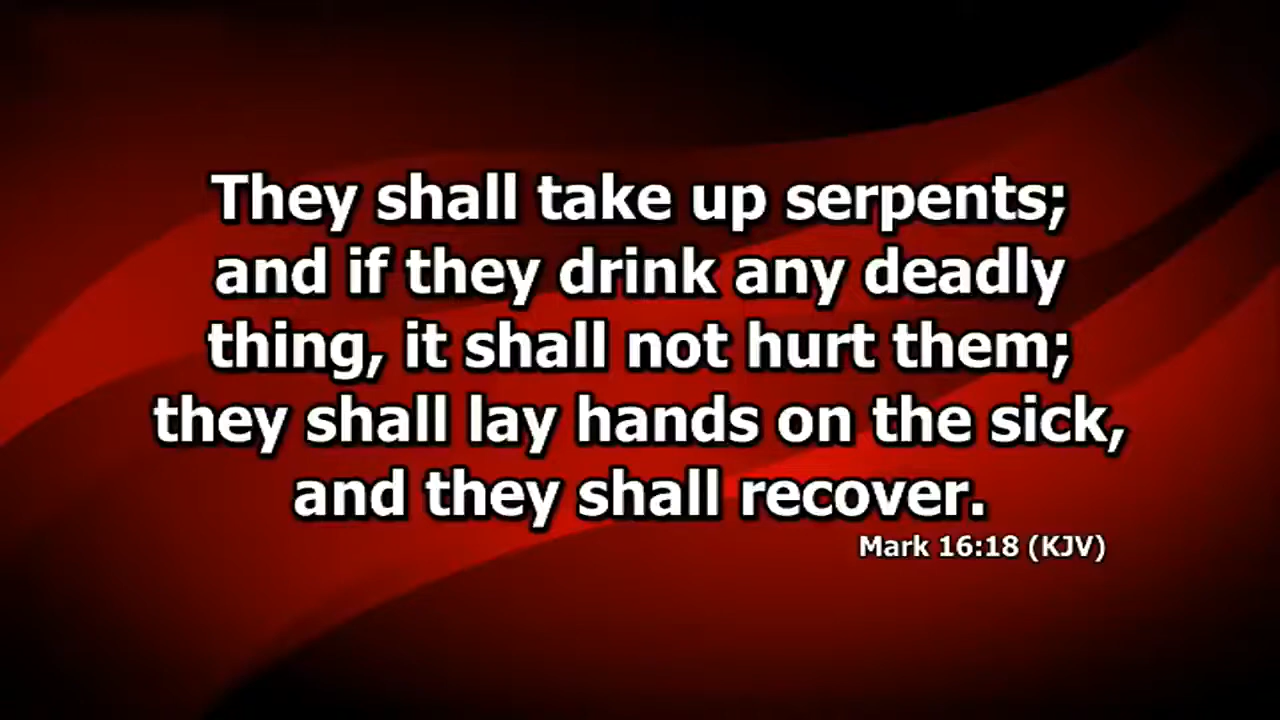 They shall take up serpents;
and if they drink any deadly
thing, it shall not hurt them;
they shall lay hands on the sick,
and they shall recover.
Mark 16:18 (KJV)